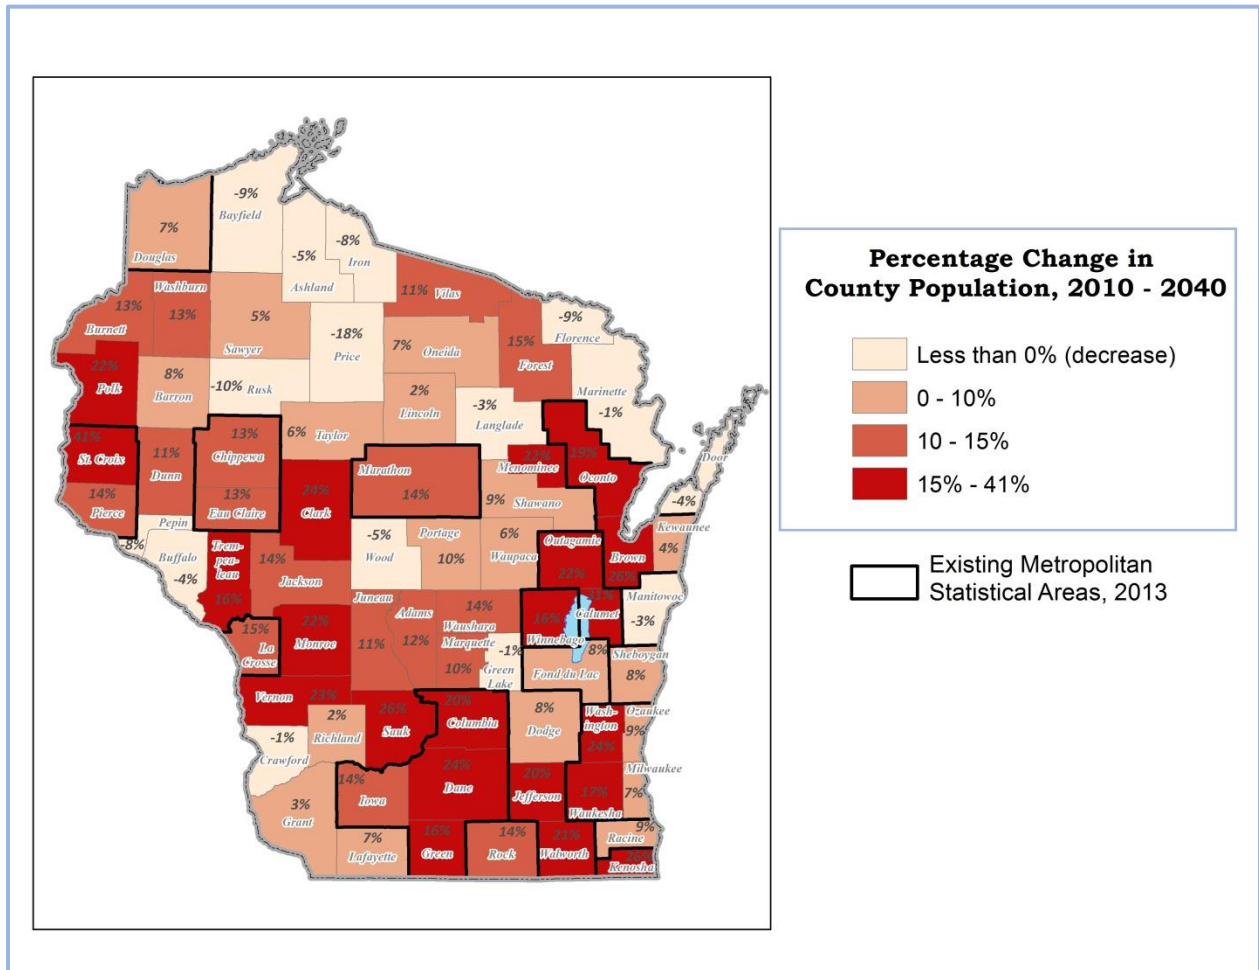 -9%
Bayfield
7%
Douglas
-8%
Iron
-5%
Ashland
Washburn
13%
13%
Burnett
11%
Vilas
5%
Sawyer
-18%
Price
7%
Oneida
15%
Forest
-9%
Florence
22%
Polk
8%
Barron
-10%
Rusk
2%
Lincoln
-3%
Langlade
Marinette
-1%
41%
St. Croix
11%
Dunn
13%
Chippewa
6%
Taylor
Marathon
14%
22%
Menominee
19%
Oconto
Door
-4%
14%
Pierce
13%
Eau Claire
24%
Clark
9%
Shawano
Pepin
-8%
Buffalo
-4%
Trem-
pea-
leau
16%
14%
Jackson
-5%
Wood
Portage
10%
6%
Waupaca
Outagamie
22%
Brown
26%
Kewaunee
4%
15%
La
Crosse
22%
Monroe
Juneau
11%
Adams
12%
14%
Waushara
Marquette
10%
-1%
Green
Lake
16%
Winnebago
Calumet
Manitowoc
-3%
8%
Fond du Lac
Sheboygan
8%
Vernon
23%
2%
Richland
26%
Sauk
20%
Columbia
8%
Dodge
Wash-
ington
24%
Ozaukee
9%
-1%
Crawford
3%
Grant
14%
Iowa
24%
Dane
20%
Jefferson
17%
Waukesha
Milwaukee
7%
7%
Lafayette
16%
Green
14%
Rock
21%
Walworth
9%
Racine
Kenosha
Percentage Change in
County Population, 2010 - 2040
Less than 0% (decrease)
0 - 10%
10 - 15%
15% - 41%
Existing Metropolitan
Statistical Areas, 2013